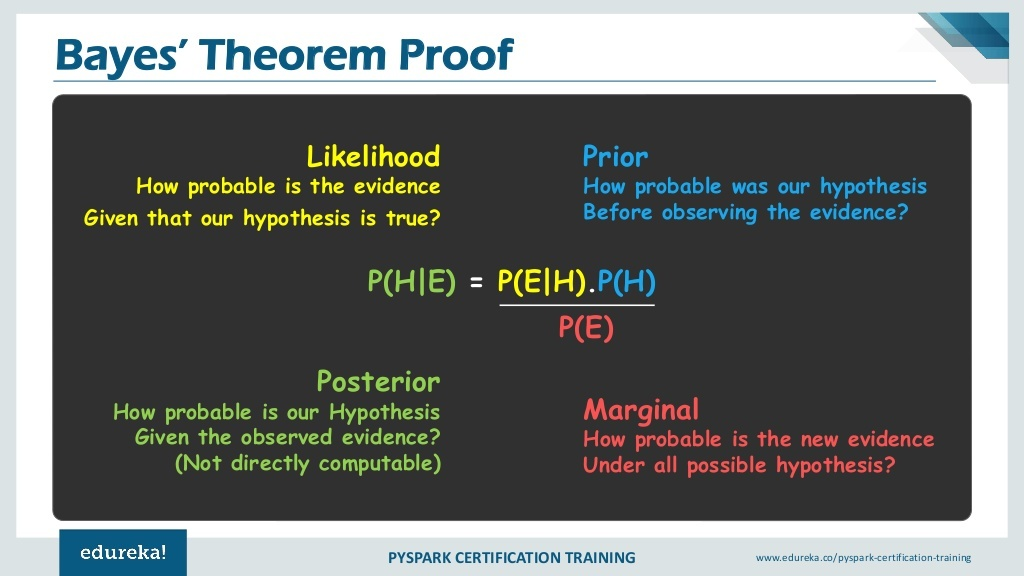 Bayes’ Theorem Proof
Likelihood
How probable is the evidence
Given that our hypothesis is true?
Prior
How probable was our hypothesis
Before observing the evidence?
P(H|E) = P(E|H).P(H)
P(E)
Posterior
How probable is our Hypothesis
Given the observed evidence?
(Not directly computable)
Marginal
How probable is the new evidence
Under all possible hypothesis?
edureka!
PYSPARK CERTIFICATION TRAINING
www.edureka.co/pyspark-certification-training